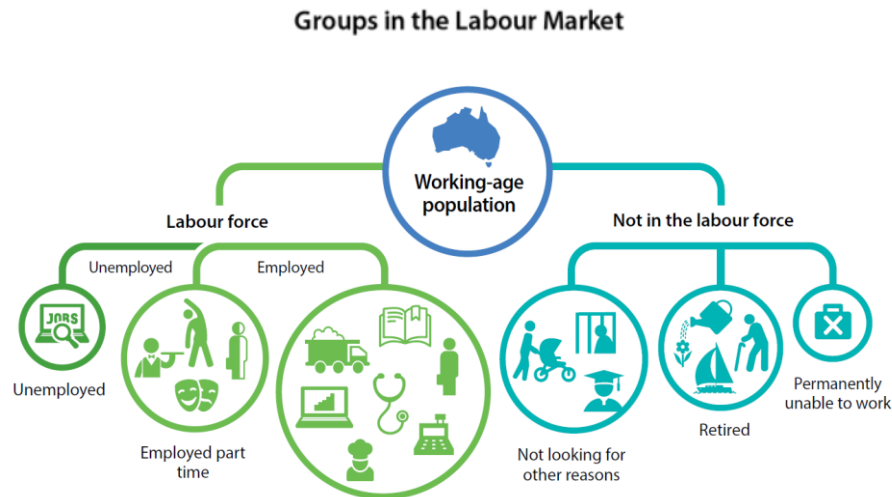 Groups in the Labour Market
Working-age
population
Labour force
Not in the labour force
Unemployed
Employed
JOBS
Unemployed
Employed part
time
Not looking for
other reasons
Retired
Permanently
unable to work